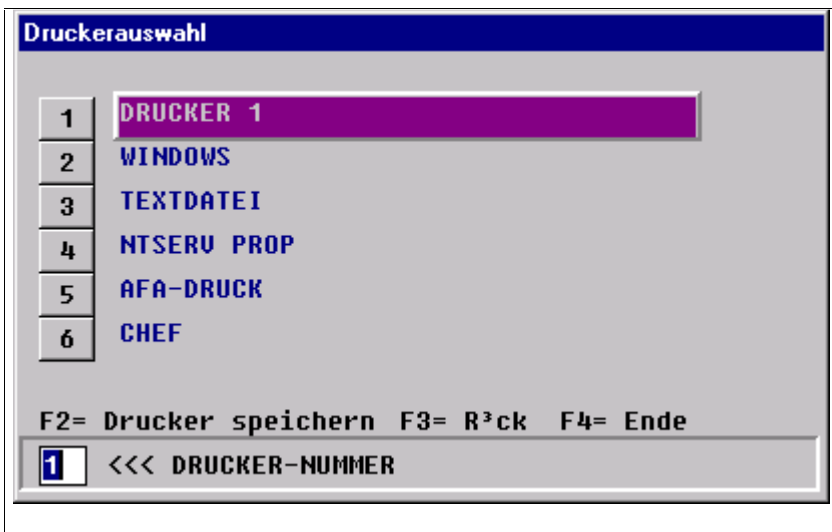 Druckerauswahl
1 DRUCKER 1
2 WINDOWS
3 TEXTDATEI
4 NTSERV PROP
5 AFA-DRUCK
6 CHEF
F2= Drucker speichern F3= R³ck F4= Ende
1 <<< DRUCKER-NUMMER